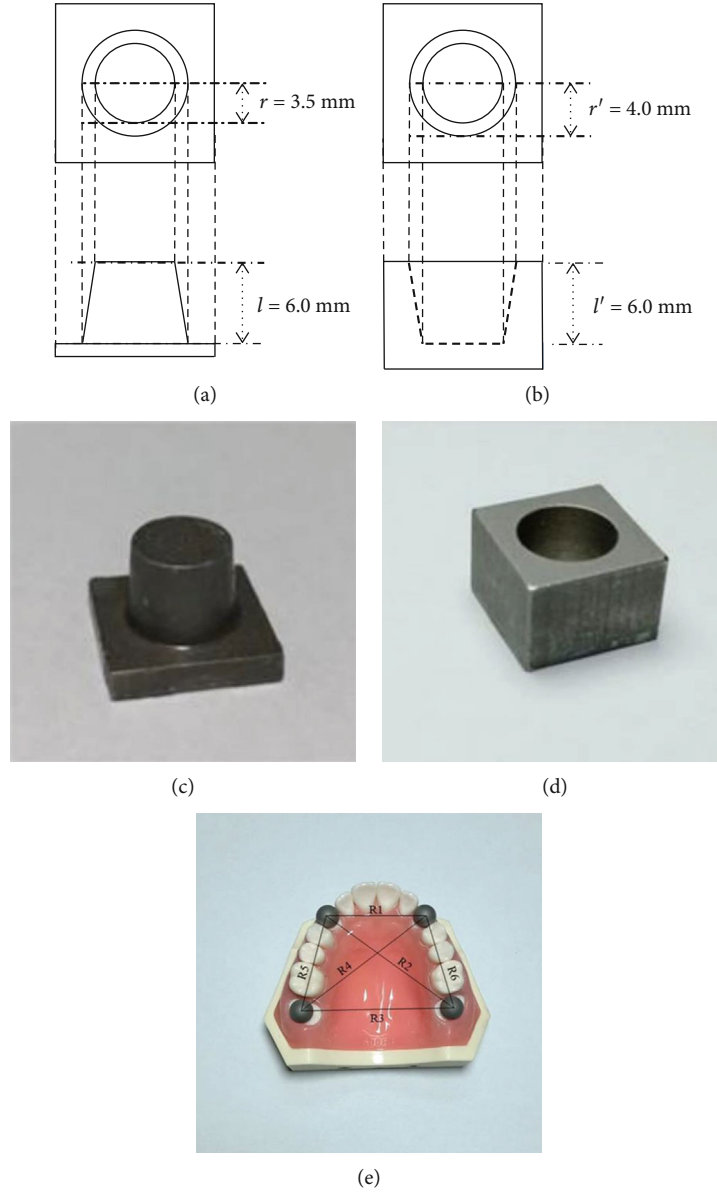 r = 3.5 mm
r′ = 4.0 mm
l = 6.0 mm
l′ = 6.0 mm
(a)
(b)
(c)
(d)
R1
R5
R4
R2
R6
R3
(e)